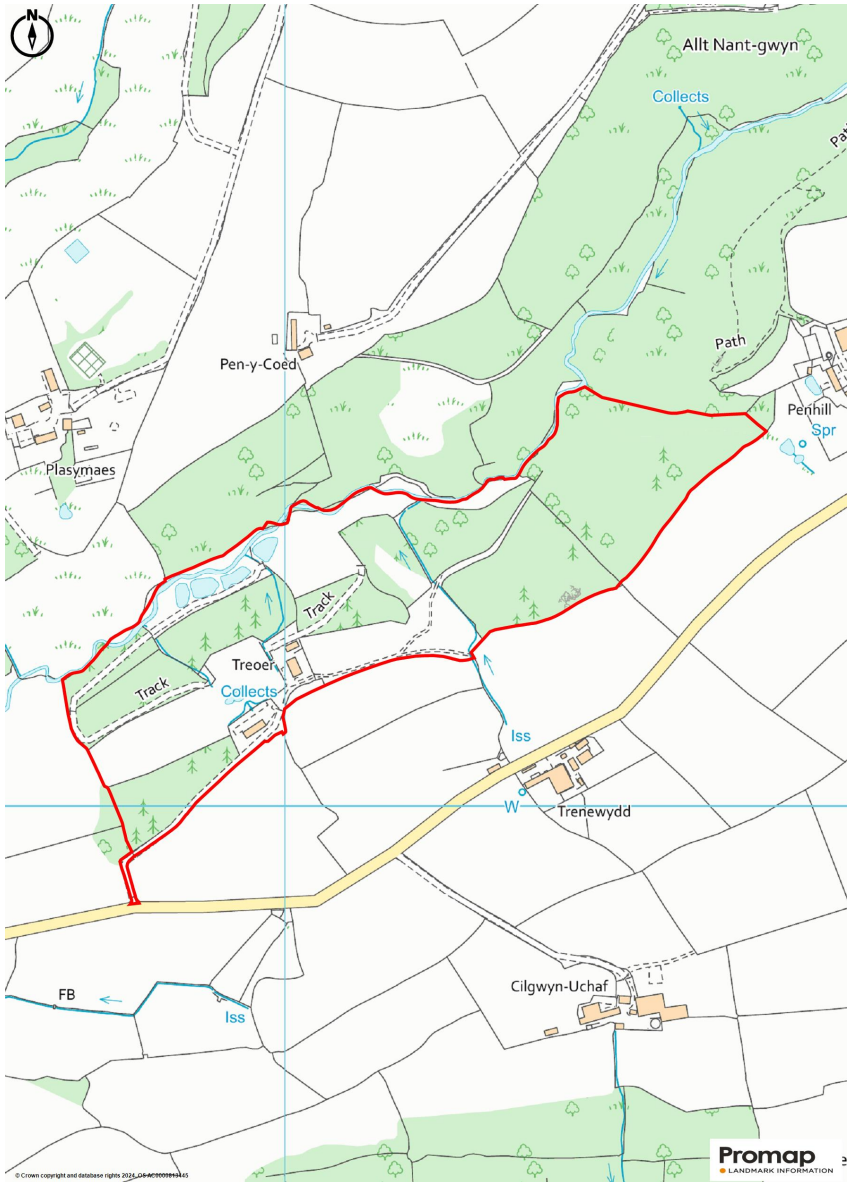 N
Allt Nant-gwyn
Collects
Path
Pen-y-Coed
Path
Penhill
Spr
Plasymaes
Track
Treoer
Track
Collects
Iss
W
Trenewydd
Cilgwyn-Uchaf
FB
Iss
Promap
LANDMARK INFORMATION
© Crown copyright and database rights 2024. OS AC0000813445